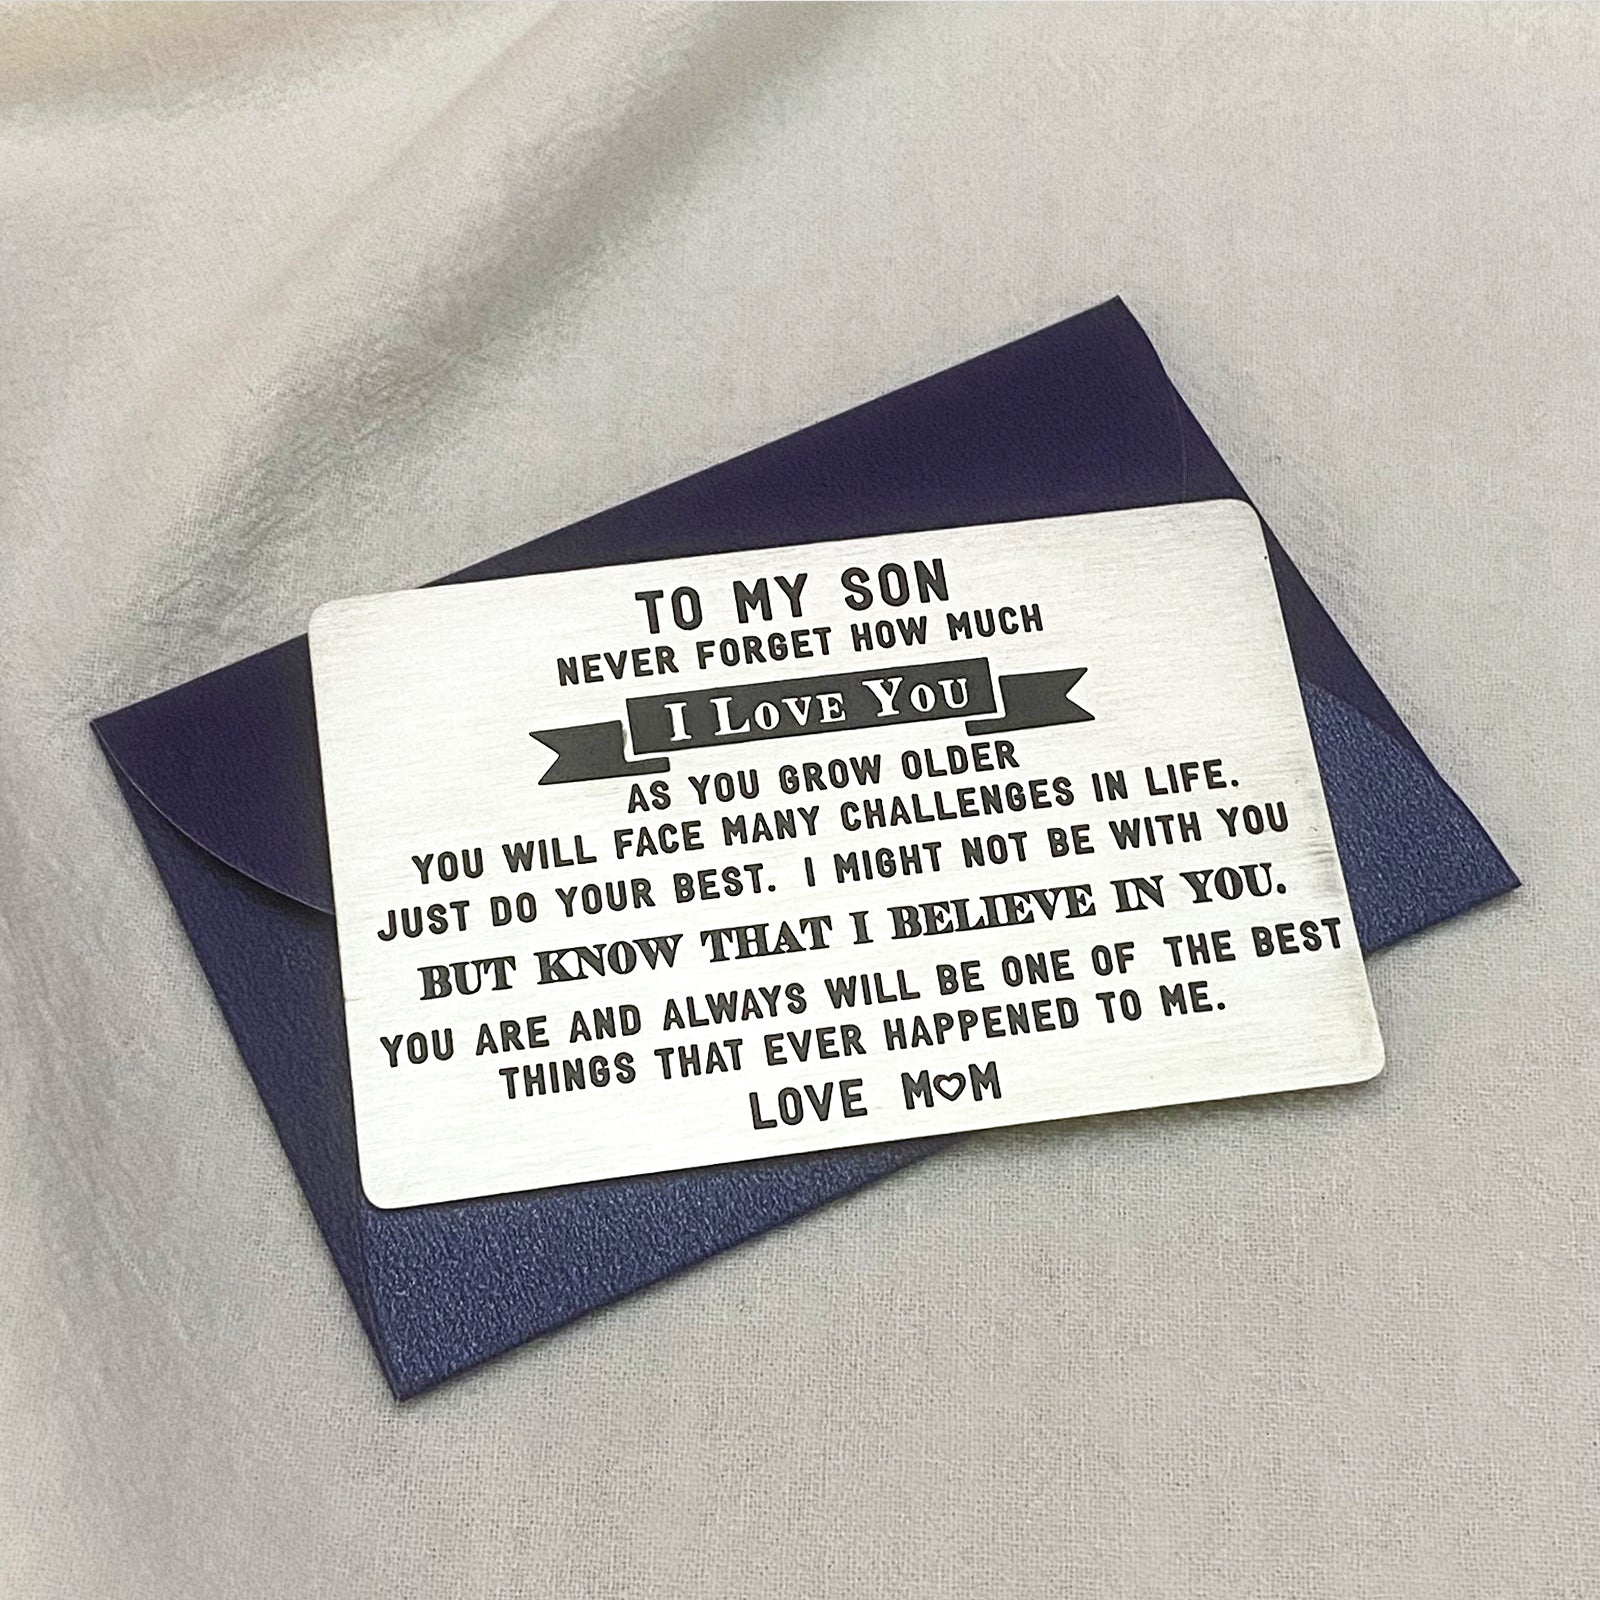 TO MY SON
NEVER FORGET HOW MUCH
I LOVE YOU
AS YOU GROW OLDER
YOU WILL FACE MANY CHALLENGES IN LIFE.
JUST DO YOUR BEST. I MIGHT NOT BE WITH YOU
BUT KNOW THAT I BELIEVE IN YOU.
YOU ARE AND ALWAYS WILL BE ONE OF THE BEST
THINGS THAT EVER HAPPENED TO ME.
LOVE M♡M